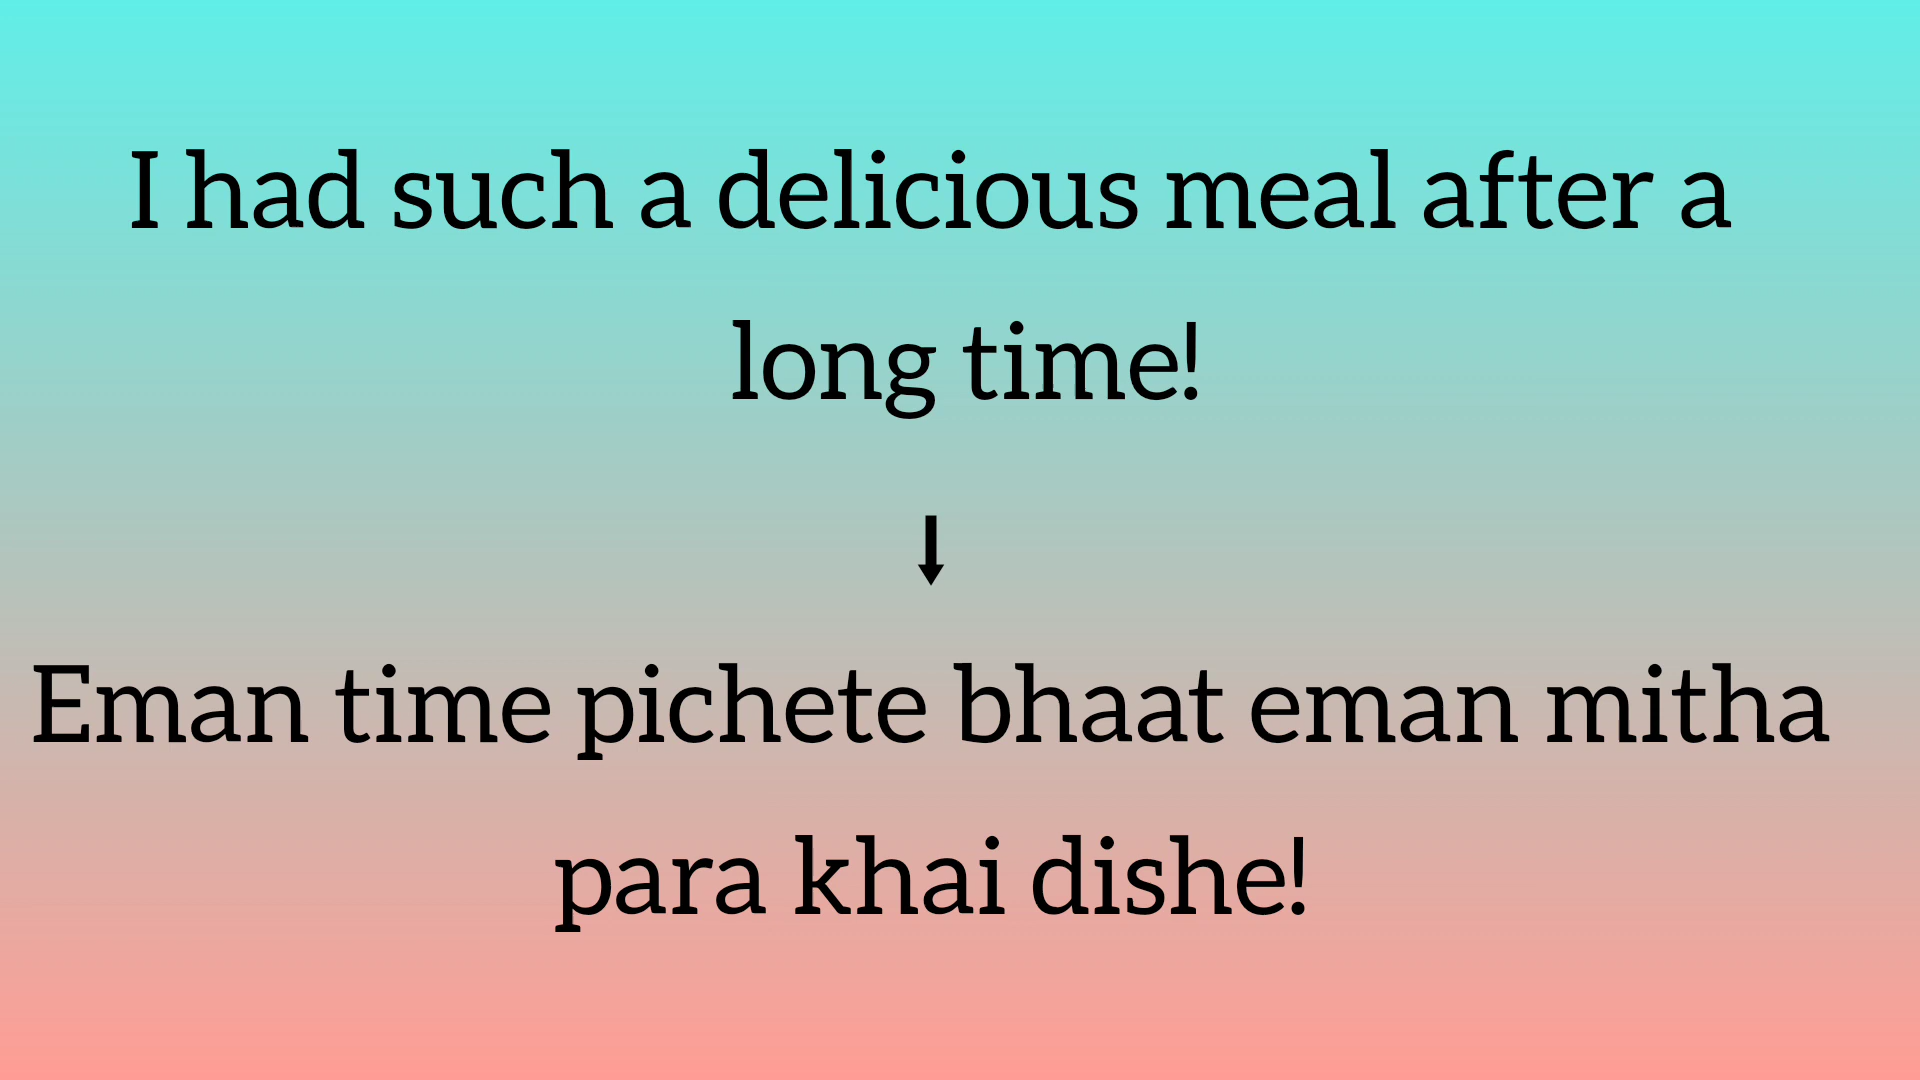 I had such a delicious meal after a
long time!
Eman time pichete bhaat eman mitha
para khai dishe!